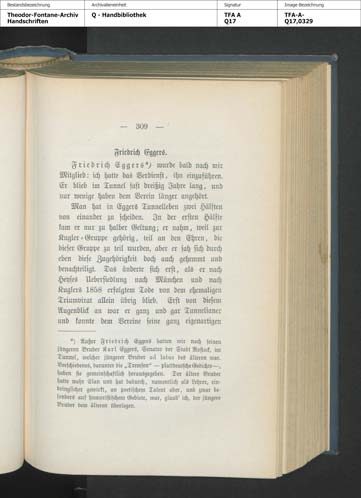 Bestandsbezeichnung
Archivalieneinheit
Signatur
Image Bezeichnung
Theodor-Fontane-Archiv
Handschriften
Q - Handbibliothek
TFA A
Q17
TFA-A-
Q17,0329
— 309 —
Friedrich Eggers.
Friedrich Eggers*) wurde bald nach mir
Mitglied; ich hatte das Verdienst, ihn einzuführen.
Er blieb im Tunnel fast dreißig Jahre lang, und
nur wenige haben dem Verein länger angehört.
Man hat in Eggers Tunnelleben zwei Hälften
von einander zu scheiden. In der ersten Hälfte
kam er nur zu halber Geltung; er nahm, weil zur
Kugler-Gruppe gehörig, teil an den Ehren, die
dieser Gruppe zu teil wurden, aber er sah sich durch
eben diese Zugehörigkeit doch auch gehemmt und
benachteiligt. Das änderte sich erst, als er nach
Heyses Uebersiedlung nach München und nach
Kuglers 1858 erfolgtem Tode von dem ehemaligen
Triumvirat allein übrig blieb. Erst von diesem
Augenblick an war er ganz und gar Tunnelianer
und konnte dem Vereine seine ganz eigenartigen
*) Außer Friedrich Eggers hatten wir noch seinen
jüngeren Bruder Karl Eggers, Senator der Stadt Rostock, im
Tunnel, welcher jüngerer Bruder ad latus des älteren war.
Verschiedenes, darunter die „Tremsen“ — plattdeutsche Gedichte —,
haben sie gemeinschaftlich herausgegeben. Der ältere Bruder
hatte mehr Elan und hat dadurch, namentlich als Lehrer, ein-
dringlicher gewirkt, an poetischem Talent aber, und zwar be-
sonders auf humoristischem Gebiete, war, glaub' ich, der jüngere
Bruder dem älteren überlegen.